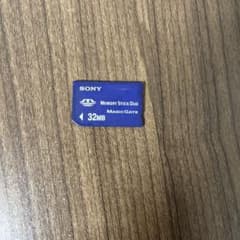 SONY
MEMORY STICK DUO
MAGICGATE
32MB